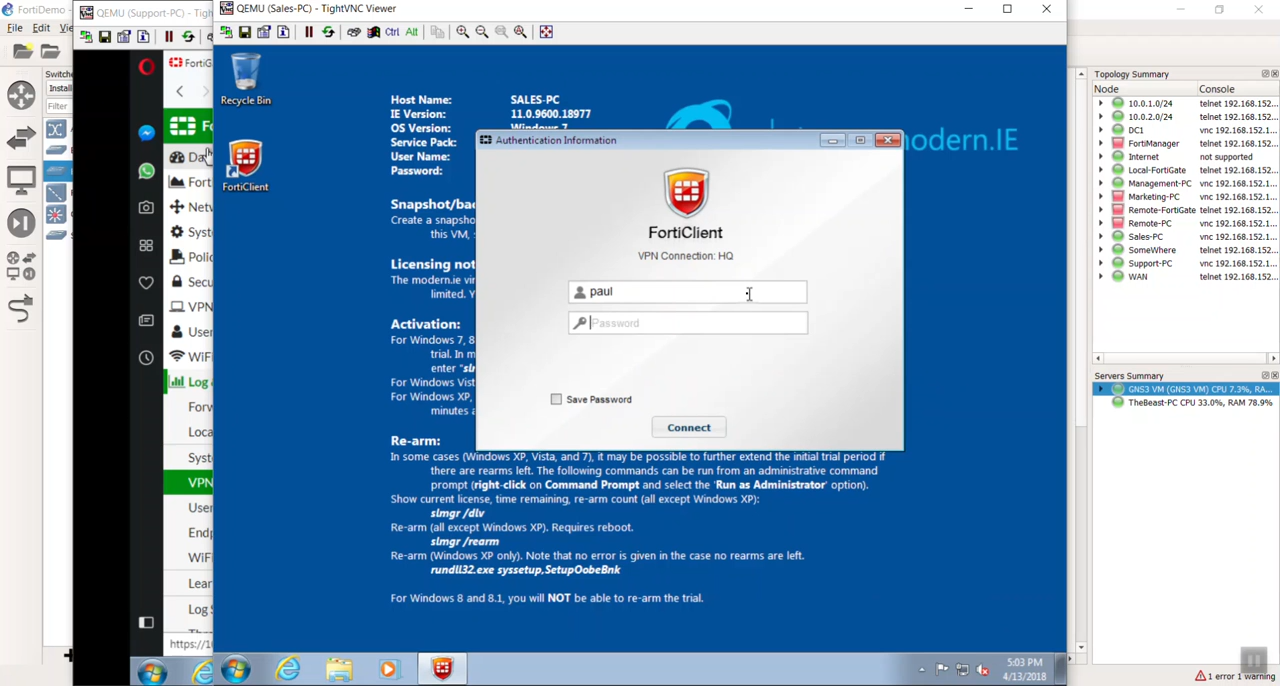 FortiDemo
QEMU (Support-PC) - TightVNC
QEMU (Sales-PC) - TightVNC Viewer
File Edit
Ctrl Alt
Switche
Install
Filter
FortiG
Fo
Da
Fort
Netw
Syst
Polic
Secu
VPN
User
WiF
Log
Forw
Loca
Syst
VPN
User
Endp
WiF
Lear
Log S
https://10
Recycle Bin
FortiClient
Host Name: SALES-PC
IE Version: 11.0.9600.18977
OS Version: Windows 7
Service Pack:
User Name:
Password:
modern.IE
Snapshot/bac
Create a snapsho
this VM,
Licensing not
The modern.ie vir
limited. Y
Activation:
For Windows 7, 8
trial. In m
enter "sl
For Windows Vist
For Windows XP,
minutes a
Re-arm:
In some cases (Windows XP, Vista, and 7), it may be possible to further extend the initial trial period if
there are rearms left. The following commands can be run from an administrative command
prompt (right-click on Command Prompt and select the 'Run as Administrator' option).
Show current license, time remaining, re-arm count (all except Windows XP):
slmgr /dlv
Re-arm (all except Windows XP). Requires reboot.
slmgr /rearm
Re-arm (Windows XP only). Note that no error is given in the case no rearms are left.
rundll32.exe syssetup,SetupOobeBnk
For Windows 8 and 8.1, you will NOT be able to re-arm the trial.
Authentication Information
FortiClient
VPN Connection: HQ
paul
Password
Save Password
Connect
5:03 PM
4/13/2018
Topology Summary
Node Console
10.0.1.0/24 telnet 192.168.152...
10.0.2.0/24 telnet 192.168.152...
DC1 vnc 192.168.152.1...
FortiManager telnet 192.168.152...
Internet not supported
Local-FortiGate telnet 192.168.152...
Management-PC vnc 192.168.152.1...
Marketing-PC vnc 192.168.152.1...
Remote-FortiGate telnet 192.168.152...
Remote-PC vnc 192.168.152.1...
Sales-PC vnc 192.168.152.1...
SomeWhere telnet 192.168.152...
Support-PC vnc 192.168.152.1...
WAN telnet 192.168.152...
Servers Summary
GNS3 VM (GNS3 VM) CPU 7.3%, RA...
TheBeast-PC CPU 33.0%, RAM 78.9%
1 error 1 warning